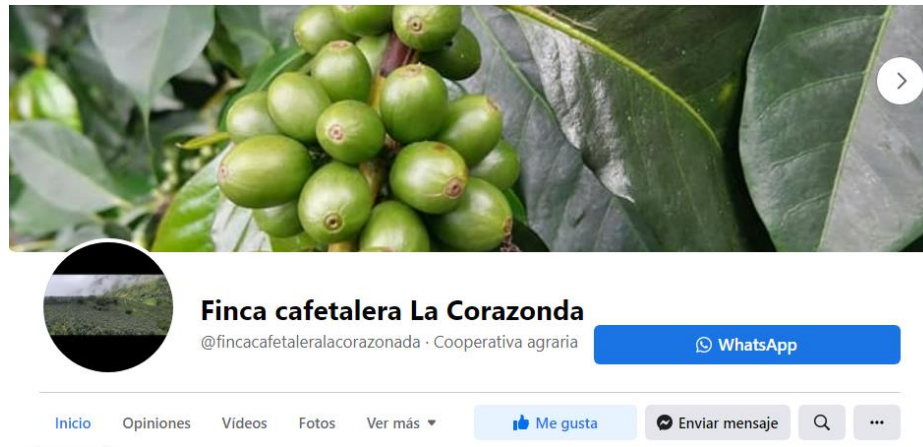 Finca cafetalera La Corazonda
@fincacafetaleralacorazonada · Cooperativa agraria
WhatsApp
Inicio Opiniones Vídeos Fotos Ver más
Me gusta
Enviar mensaje